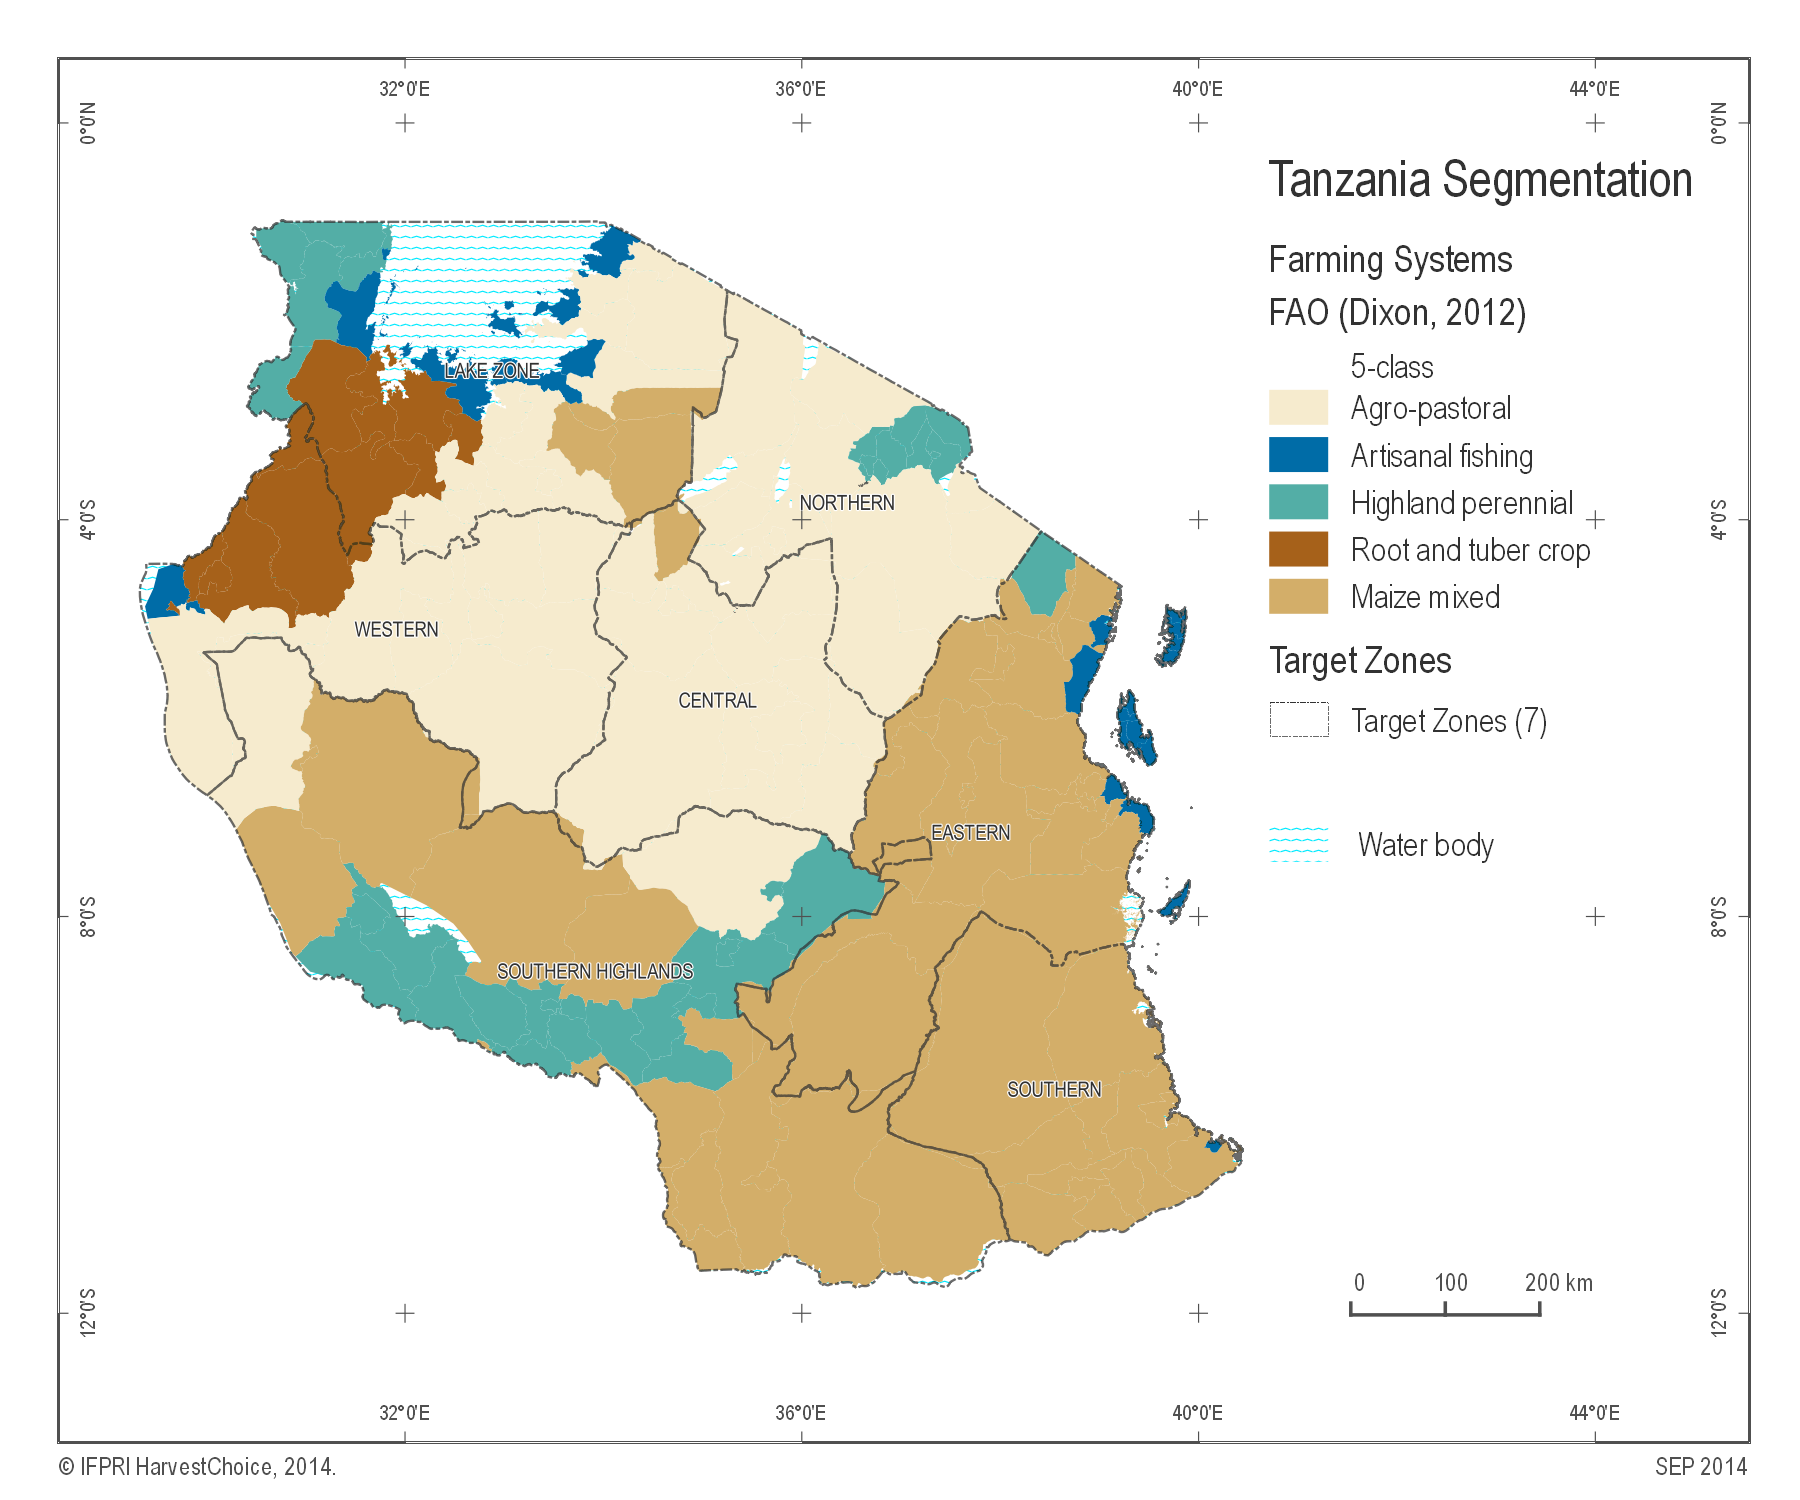 32°0'E 36°0'E 40°0'E 44°0'E
0°0'N 0°0'N
Tanzania Segmentation
Farming Systems
FAO (Dixon, 2012)
5-class
Agro-pastoral
Artisanal fishing
Highland perennial
Root and tuber crop
Maize mixed
Target Zones
Target Zones (7)
Water body
LAKE ZONE
NORTHERN
4°0'S 4°0'S
WESTERN
CENTRAL
EASTERN
8°0'S 8°0'S
SOUTHERN HIGHLANDS
SOUTHERN
0 100 200 km
12°0'S 12°0'S
32°0'E 36°0'E 40°0'E 44°0'E
© IFPRI HarvestChoice, 2014. SEP 2014